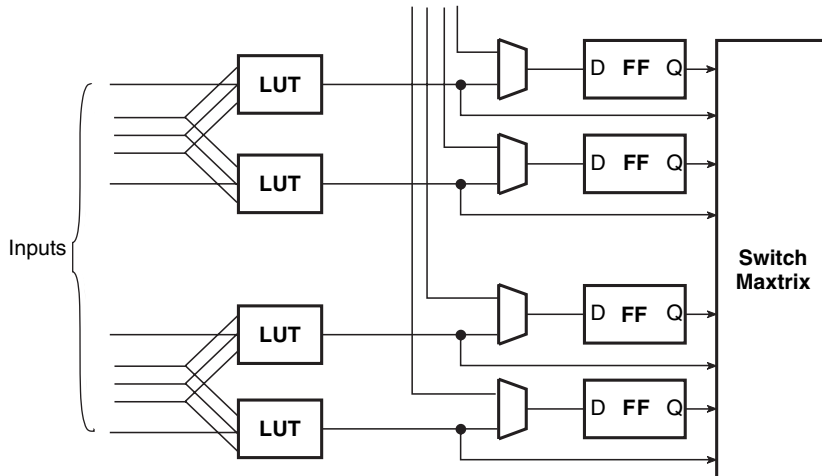 LUT
D FF Q
LUT
D FF Q
Inputs
Switch
Maxtrix
LUT
D FF Q
LUT
D FF Q